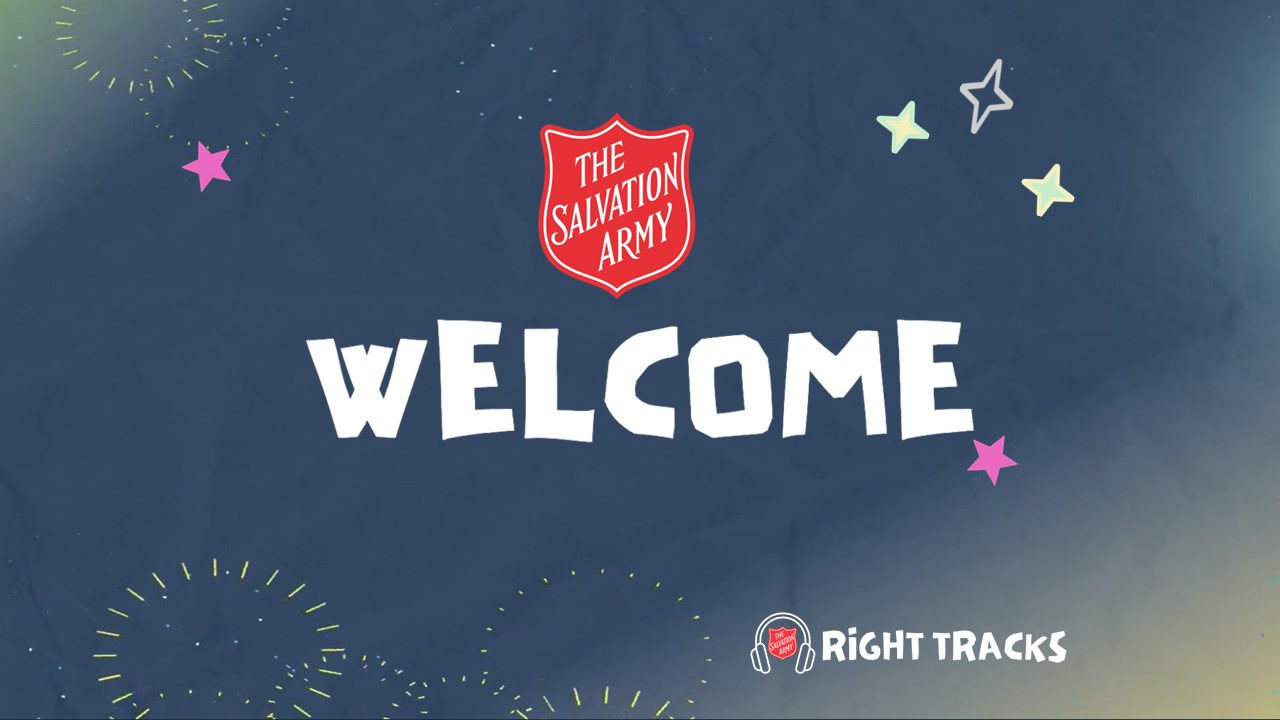 THE
SALVATION
ARMY
WELCOME
THE
SALVATION
ARMY
RiGHT TRACKS